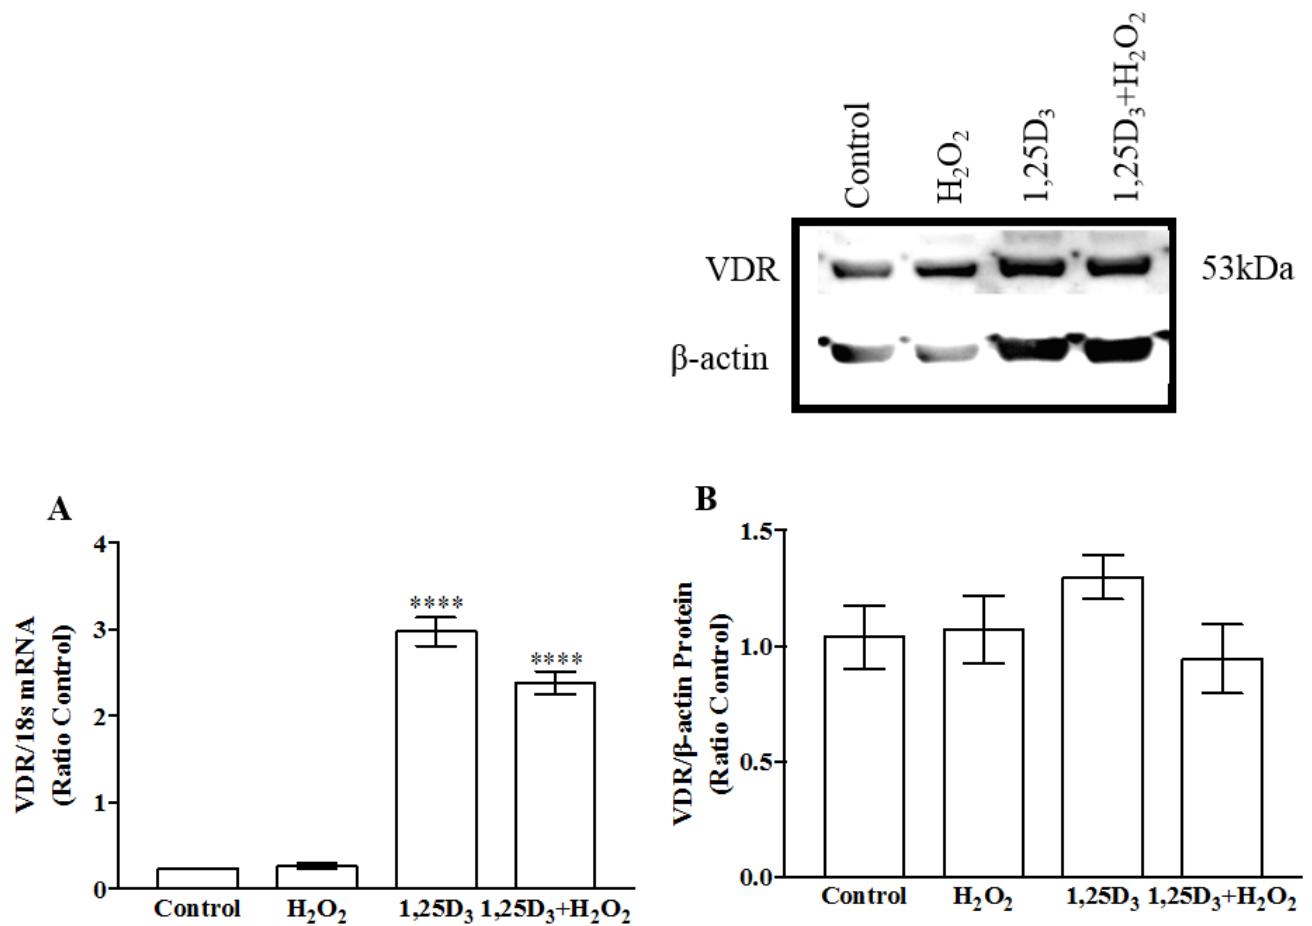 Control
H₂O₂
1,25D₃
1,25D₃+H₂O₂
VDR
53kDa
β-actin
A
VDR/18s mRNA
(Ratio Control)
4
3
2
1
0
****
****
Control
H₂O₂
1,25D₃
1,25D₃+H₂O₂
B
VDR/β-actin Protein
(Ratio Control)
1.5
1.0
0.5
0.0
Control
H₂O₂
1,25D₃
1,25D₃+H₂O₂